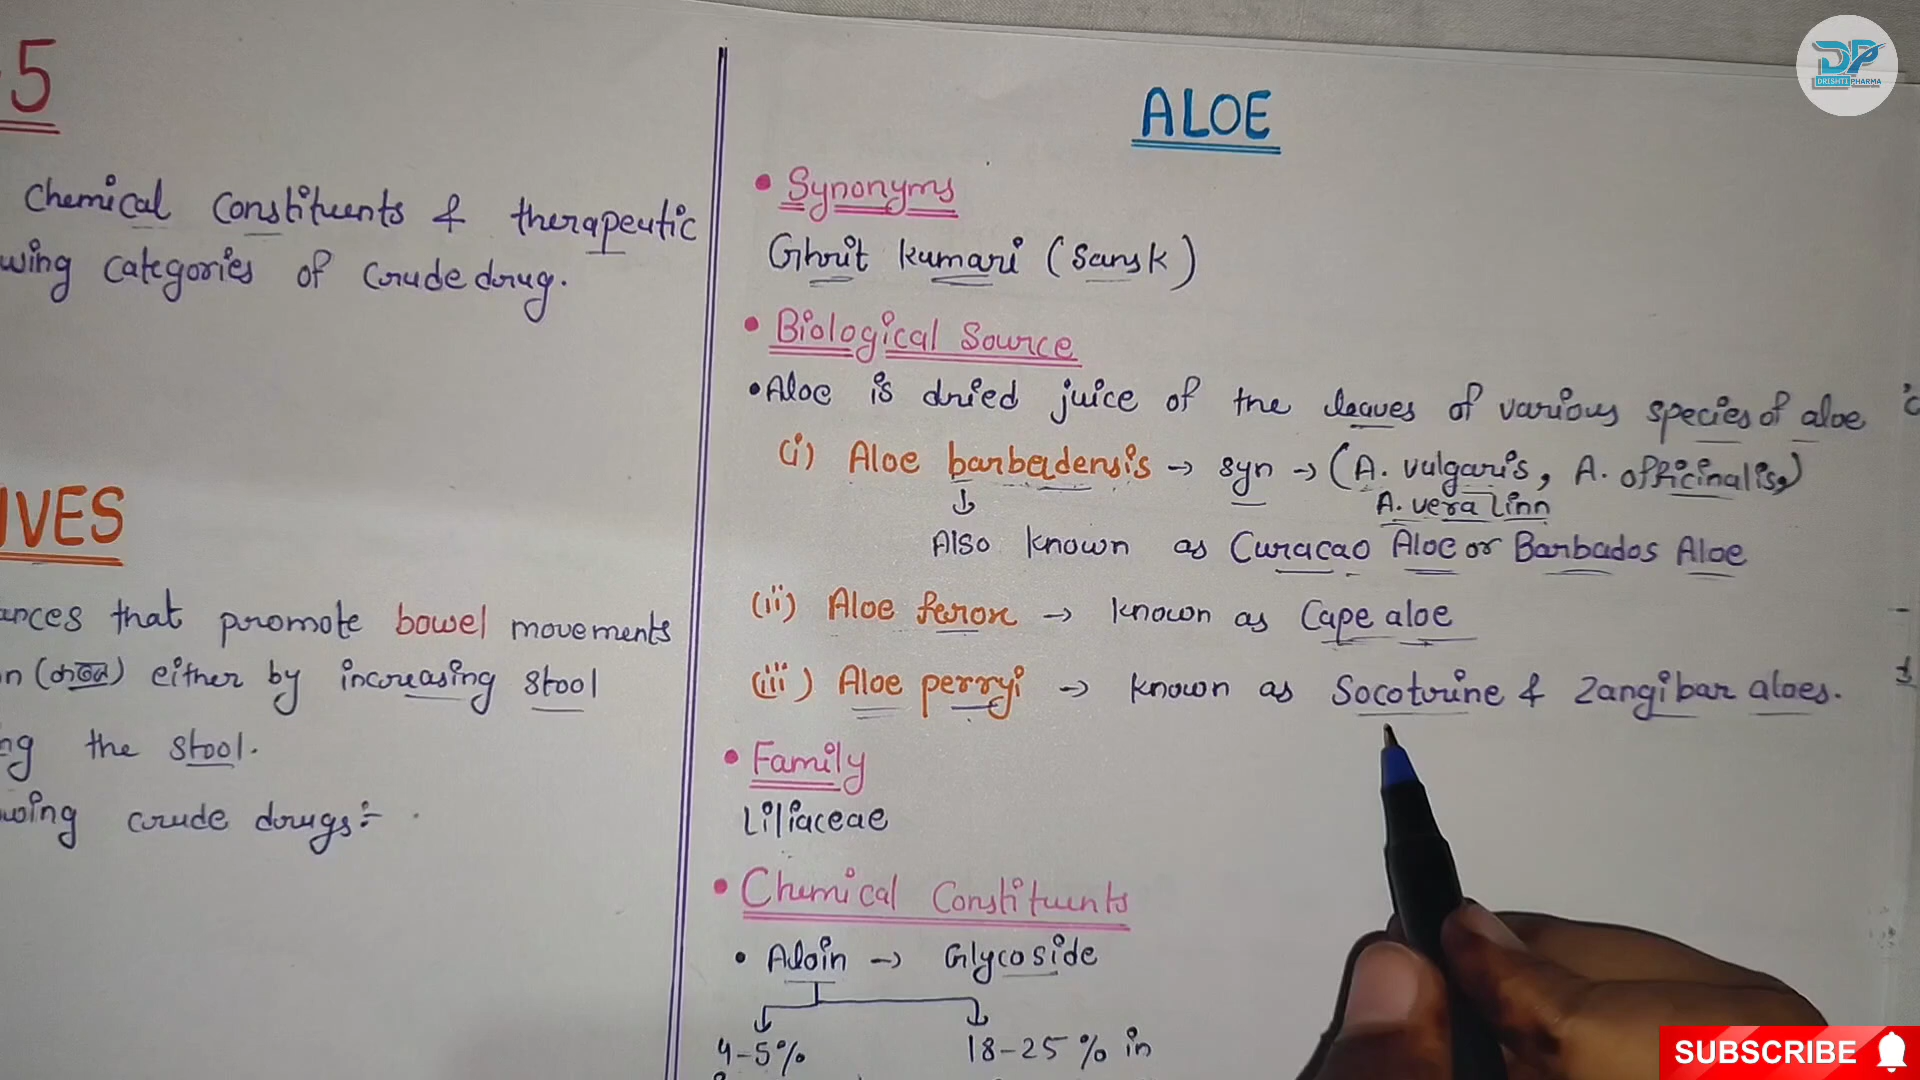 5
Chemical Constituents & therapeutic
wing categories of crude drug.
IVES
ances that promote bowel movements
n ( ) either by increasing stool
ng the stool.
wing crude drugs:-
ALOE
• Synonyms
Ghrit kumari (Sansk)
• Biological Source
• Aloe is dried juice of the leaves of various species of aloe
(i) Aloe barbadensis → syn → (A. vulgaris, A. officinalis,)
A. vera linn
↓
Also known as Curacao Aloe or Barbados Aloe
(ii) Aloe ferox → known as Cape aloe
(iii) Aloe perryi → known as Socotrine & Zangibar aloes.
• Family
Liliaceae
• Chemical Constituents
• Aloin → Glycoside
4-5% 18-25% in
DP
DRISHTI PHARMA
SUBSCRIBE